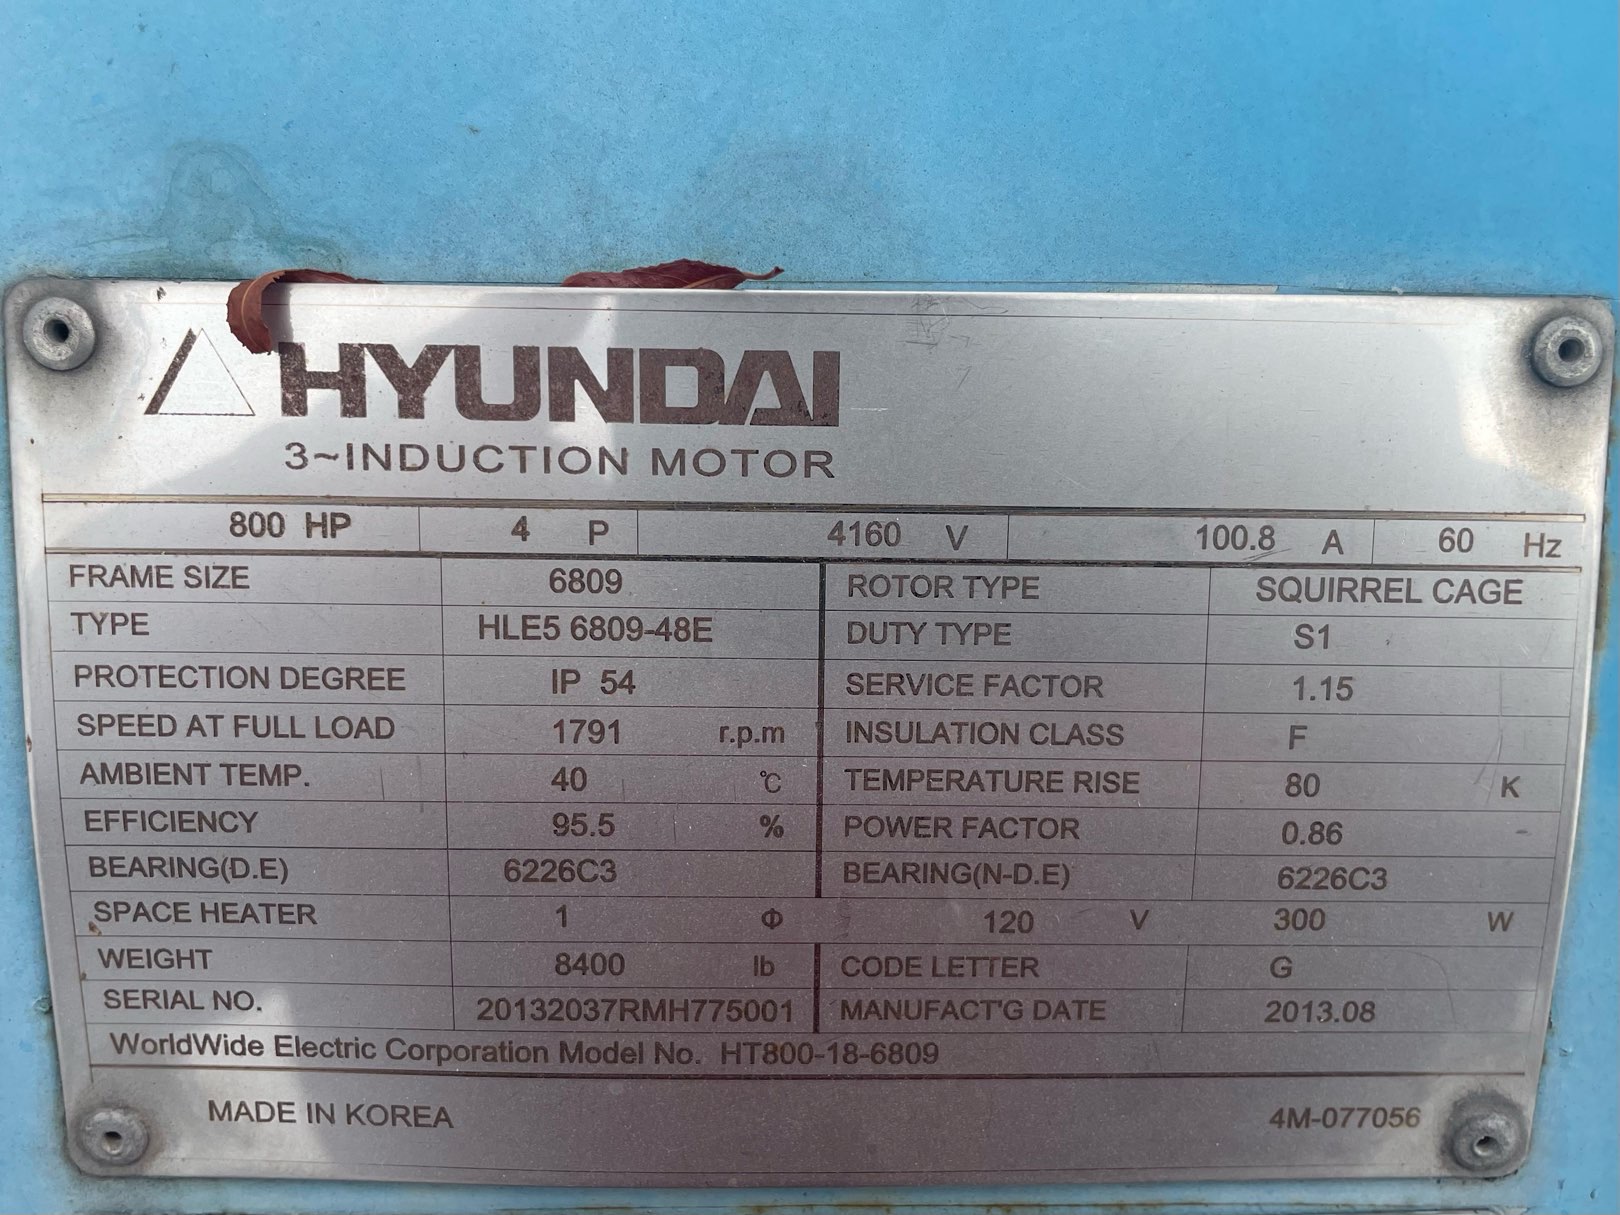 HYUNDAI
3~INDUCTION MOTOR
800 HP 4 P 4160 V 100.8 A 60 Hz
FRAME SIZE 6809 ROTOR TYPE SQUIRREL CAGE
TYPE HLE5 6809-48E DUTY TYPE S1
PROTECTION DEGREE IP 54 SERVICE FACTOR 1.15
SPEED AT FULL LOAD 1791 r.p.m INSULATION CLASS F
AMBIENT TEMP. 40 ℃ TEMPERATURE RISE 80 K
EFFICIENCY 95.5 % POWER FACTOR 0.86 -
BEARING(D.E) 6226C3 BEARING(N-D.E) 6226C3
SPACE HEATER 1 Φ 120 V 300 W
WEIGHT 8400 lb CODE LETTER G
SERIAL NO. 20132037RMH775001 MANUFACT'G DATE 2013.08
WorldWide Electric Corporation Model No. HT800-18-6809
MADE IN KOREA 4M-077056